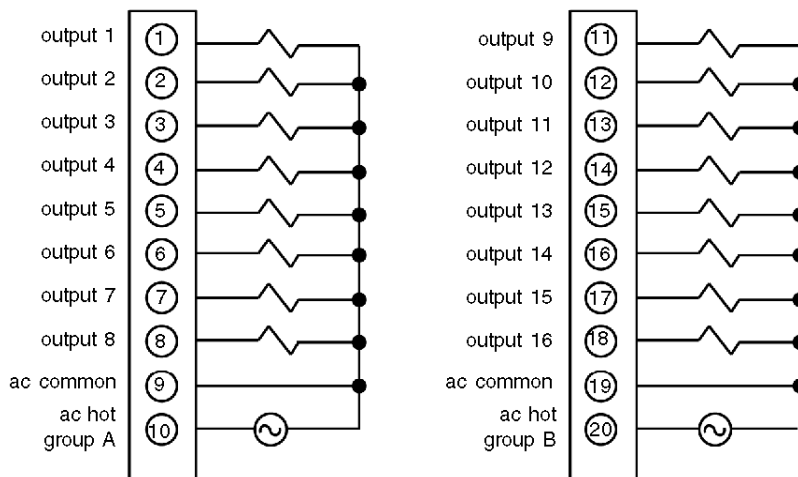 output 1 1
output 2 2
output 3 3
output 4 4
output 5 5
output 6 6
output 7 7
output 8 8
ac common 9
ac hot
group A 10
output 9 11
output 10 12
output 11 13
output 12 14
output 13 15
output 14 16
output 15 17
output 16 18
ac common 19
ac hot
group B 20